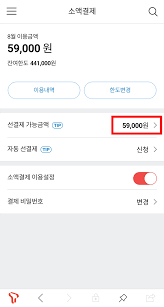 소액결제
8월 이용금액
59,000 원
잔여한도 441,000원
이용내역
한도변경
선결제 가능금액 TIP
59,000원
자동 선결제 TIP
신청
소액결제 이용설정
결제 비밀번호
변경